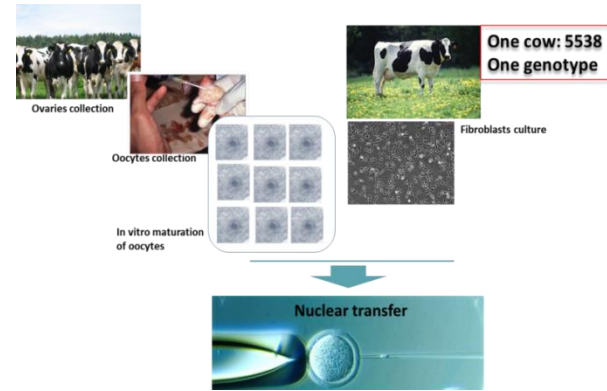 One cow: 5538
One genotype
Ovaries collection
Fibroblasts culture
Oocytes collection
In vitro maturation
of oocytes
Nuclear transfer